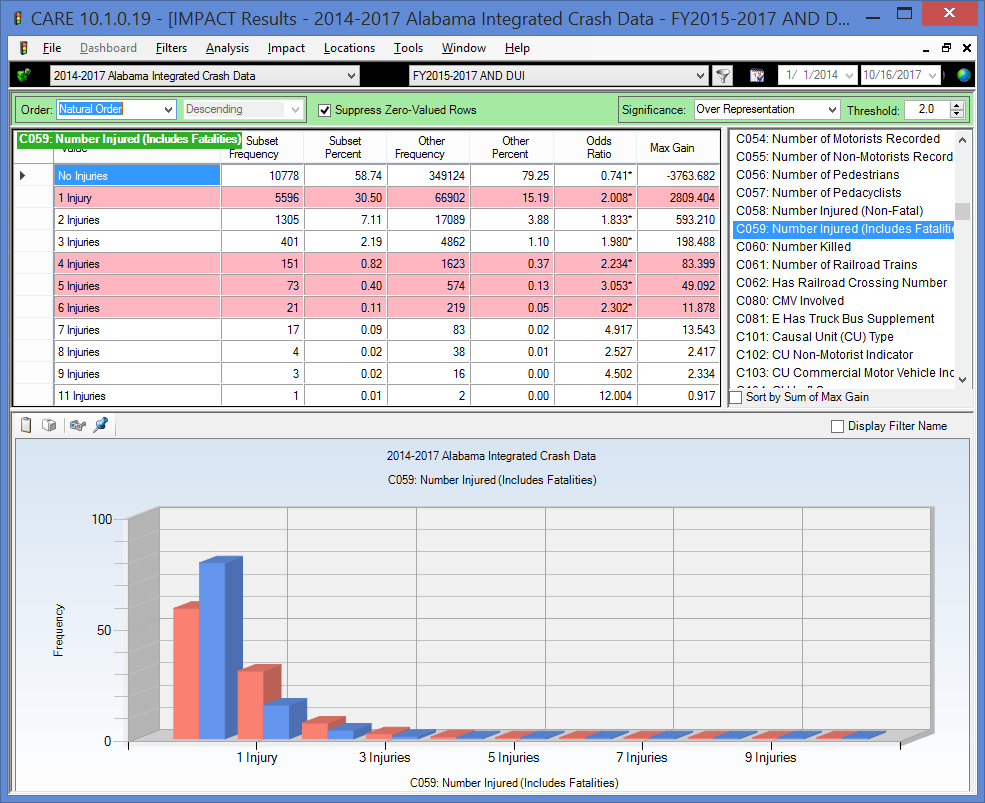 CARE 10.1.0.19 - [IMPACT Results - 2014-2017 Alabama Integrated Crash Data - FY2015-2017 AND D...
File Dashboard Filters Analysis Impact Locations Tools Window Help
2014-2017 Alabama Integrated Crash Data FY2015-2017 AND DUI 1/ 1/2014 10/16/2017
Order: Natural Order Descending Suppress Zero-Valued Rows Significance: Over Representation Threshold: 2.0
C059: Number Injured (Includes Fatalities)
Value Subset Frequency Subset Percent Other Frequency Other Percent Odds Ratio Max Gain
No Injuries 10778 58.74 349124 79.25 0.741* -3763.682
1 Injury 5596 30.50 66902 15.19 2.008* 2809.404
2 Injuries 1305 7.11 17089 3.88 1.833* 593.210
3 Injuries 401 2.19 4862 1.10 1.980* 198.488
4 Injuries 151 0.82 1623 0.37 2.234* 83.399
5 Injuries 73 0.40 574 0.13 3.053* 49.092
6 Injuries 21 0.11 219 0.05 2.302* 11.878
7 Injuries 17 0.09 83 0.02 4.917 13.543
8 Injuries 4 0.02 38 0.01 2.527 2.417
9 Injuries 3 0.02 16 0.00 4.502 2.334
11 Injuries 1 0.01 2 0.00 12.004 0.917
C054: Number of Motorists Recorded
C055: Number of Non-Motorists Record
C056: Number of Pedestrians
C057: Number of Pedacyclists
C058: Number Injured (Non-Fatal)
C059: Number Injured (Includes Fatalitie
C060: Number Killed
C061: Number of Railroad Trains
C062: Has Railroad Crossing Number
C080: CMV Involved
C081: E Has Truck Bus Supplement
C101: Causal Unit (CU) Type
C102: CU Non-Motorist Indicator
C103: CU Commercial Motor Vehicle Inc
Sort by Sum of Max Gain
Display Filter Name
2014-2017 Alabama Integrated Crash Data
C059: Number Injured (Includes Fatalities)
100
50
0
Frequency
1 Injury 3 Injuries 5 Injuries 7 Injuries 9 Injuries
C059: Number Injured (Includes Fatalities)